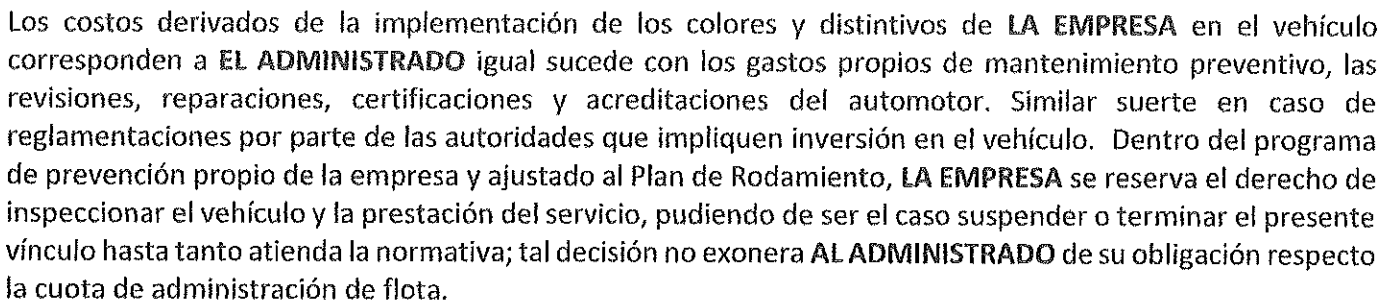 Los costos derivados de la implementación de los colores y distintivos de LA EMPRESA en el vehículo
corresponden a EL ADMINISTRADO igual sucede con los gastos propios de mantenimiento preventivo, las
revisiones, reparaciones, certificaciones y acreditaciones del automotor. Similar suerte en caso de
reglamentaciones por parte de las autoridades que impliquen inversión en el vehículo.  Dentro del programa
de prevención propio de la empresa y ajustado al Plan de Rodamiento, LA EMPRESA se reserva el derecho de
inspeccionar el vehículo y la prestación del servicio, pudiendo de ser el caso suspender o terminar el presente
vínculo hasta tanto atienda la normativa; tal decisión no exonera AL ADMINISTRADO de su obligación respecto
la cuota de administración de flota.